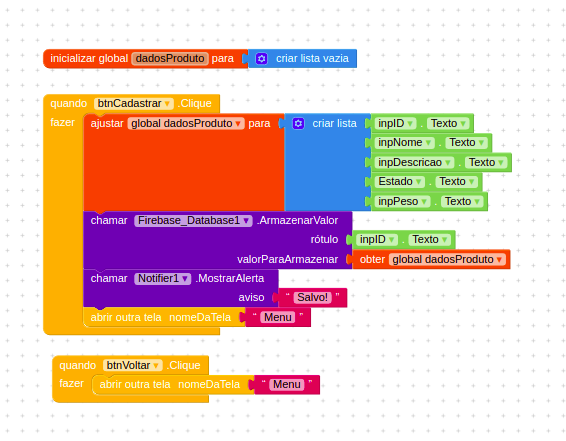 inicializar global dadosProduto para criar lista vazia
quando btnCadastrar .Clique
fazer ajustar global dadosProduto para criar lista inpID . Texto
inpNome . Texto
inpDescricao . Texto
Estado . Texto
inpPeso . Texto
chamar Firebase_Database1 .ArmazenarValor
rótulo inpID . Texto
valorParaArmazenar obter global dadosProduto
chamar Notifier1 .MostrarAlerta
aviso “ Salvo! ”
abrir outra tela nomeDaTela “ Menu ”
quando btnVoltar .Clique
fazer abrir outra tela nomeDaTela “ Menu ”